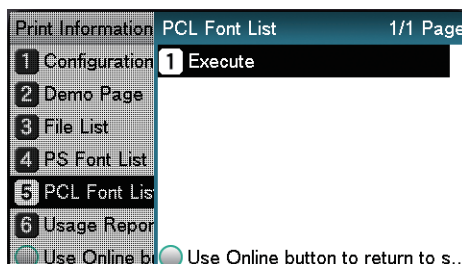 Print Information
1 Configuration
2 Demo Page
3 File List
4 PS Font List
5 PCL Font Lis
6 Usage Repor
Use Online b
PCL Font List 1/1 Page
1 Execute
Use Online button to return to s...